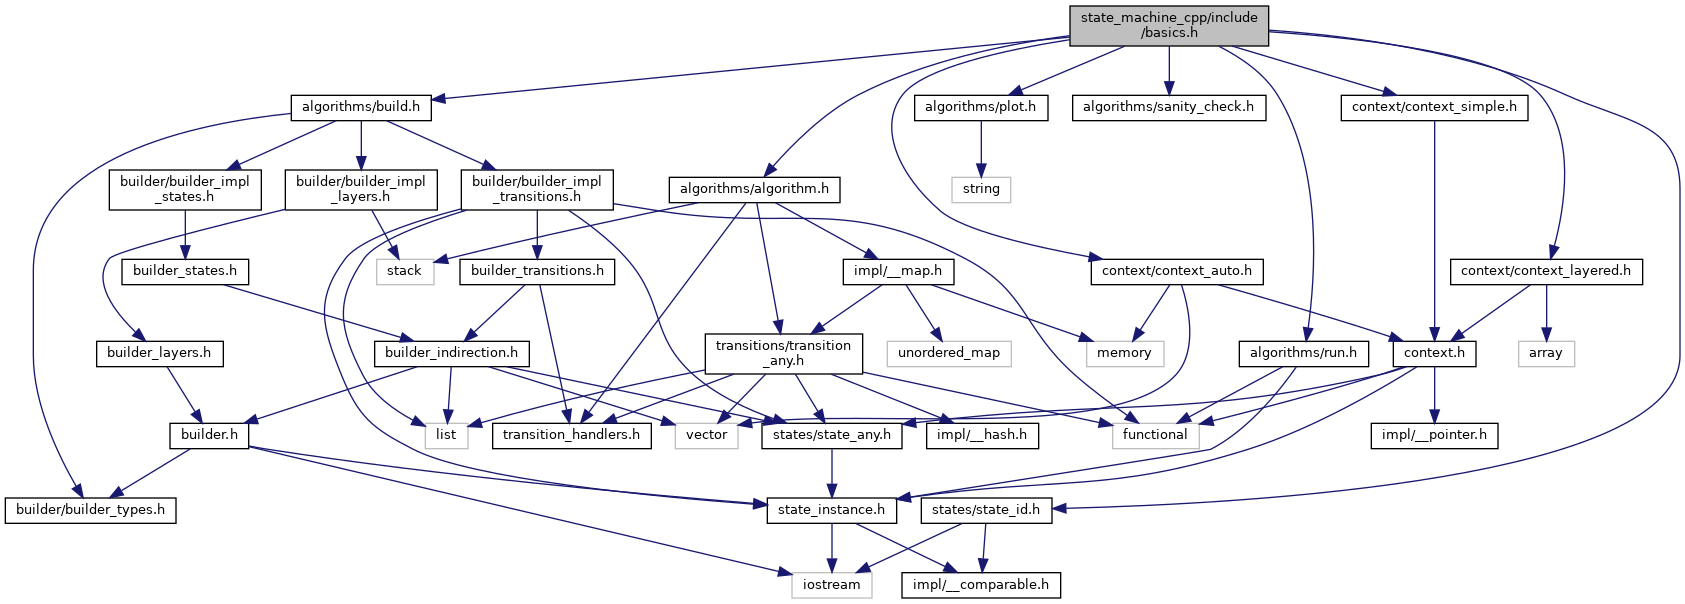 state_machine_cpp/include
/basics.h
algorithms/build.h
algorithms/plot.h
algorithms/sanity_check.h
context/context_simple.h
builder/builder_impl
_states.h
builder/builder_impl
_layers.h
builder/builder_impl
_transitions.h
algorithms/algorithm.h
string
builder_states.h
stack
builder_transitions.h
impl/__map.h
context/context_auto.h
context/context_layered.h
builder_layers.h
builder_indirection.h
transitions/transition
_any.h
unordered_map
memory
algorithms/run.h
context.h
array
builder.h
list
transition_handlers.h
vector
states/state_any.h
impl/__hash.h
functional
impl/__pointer.h
builder/builder_types.h
state_instance.h
states/state_id.h
iostream
impl/__comparable.h